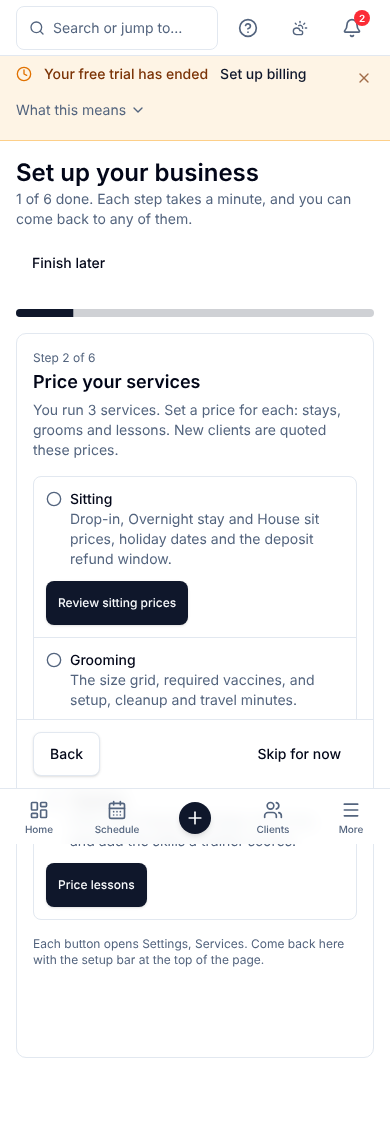 Search or jump to...
2
Your free trial has ended Set up billing
What this means
Set up your business
1 of 6 done. Each step takes a minute, and you can
come back to any of them.
Finish later
Step 2 of 6
Price your services
You run 3 services. Set a price for each: stays,
grooms and lessons. New clients are quoted
these prices.
Sitting
Drop-in, Overnight stay and House sit
prices, holiday dates and the deposit
refund window.
Review sitting prices
Grooming
The size grid, required vaccines, and
setup, cleanup and travel minutes.
Back
Skip for now
Home
Schedule
Clients
More
Price lessons
Each button opens Settings, Services. Come back here
with the setup bar at the top of the page.